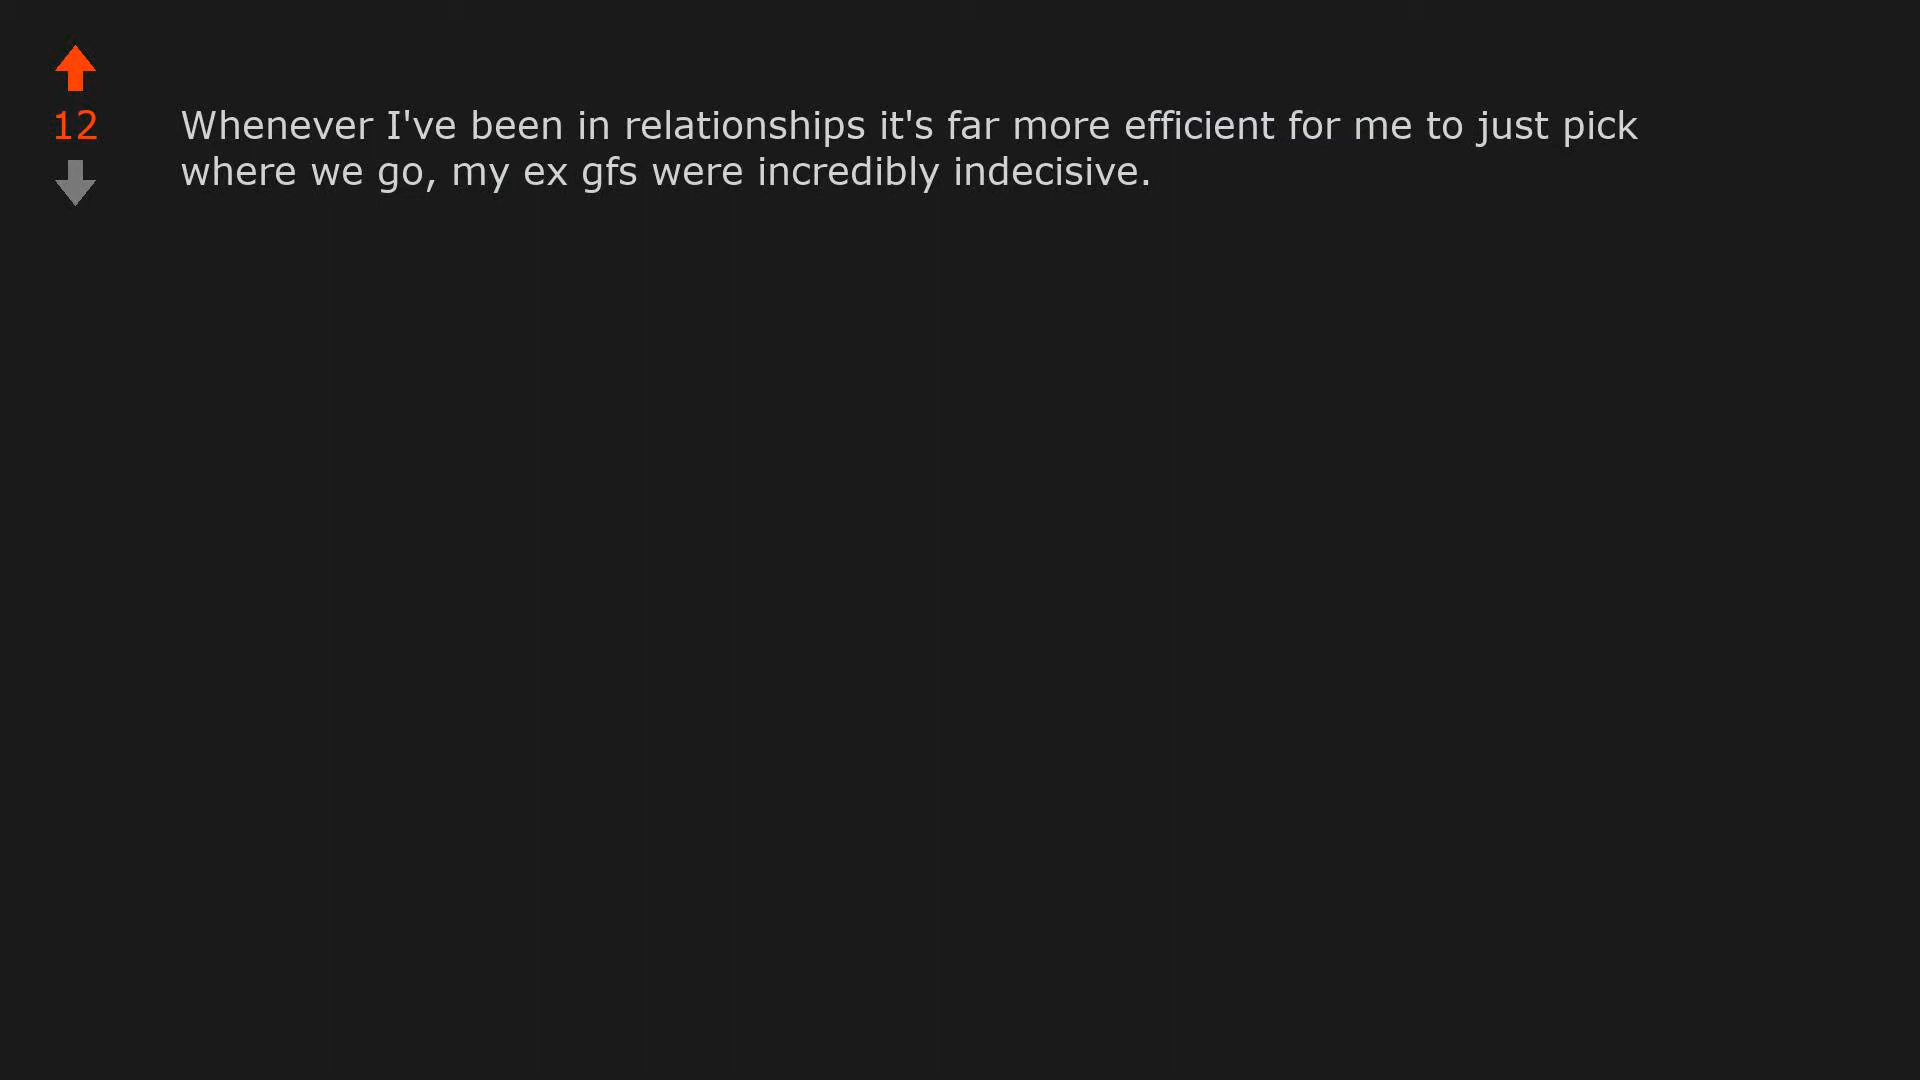 12
Whenever I've been in relationships it's far more efficient for me to just pick
where we go, my ex gfs were incredibly indecisive.